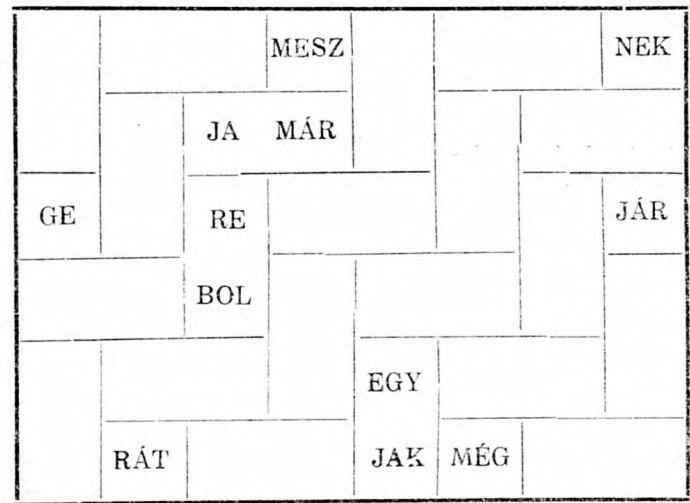 MESZ NEK
JA MÁR
GE RE JÁR
BOL
EGY
RÁT JAK MÉG